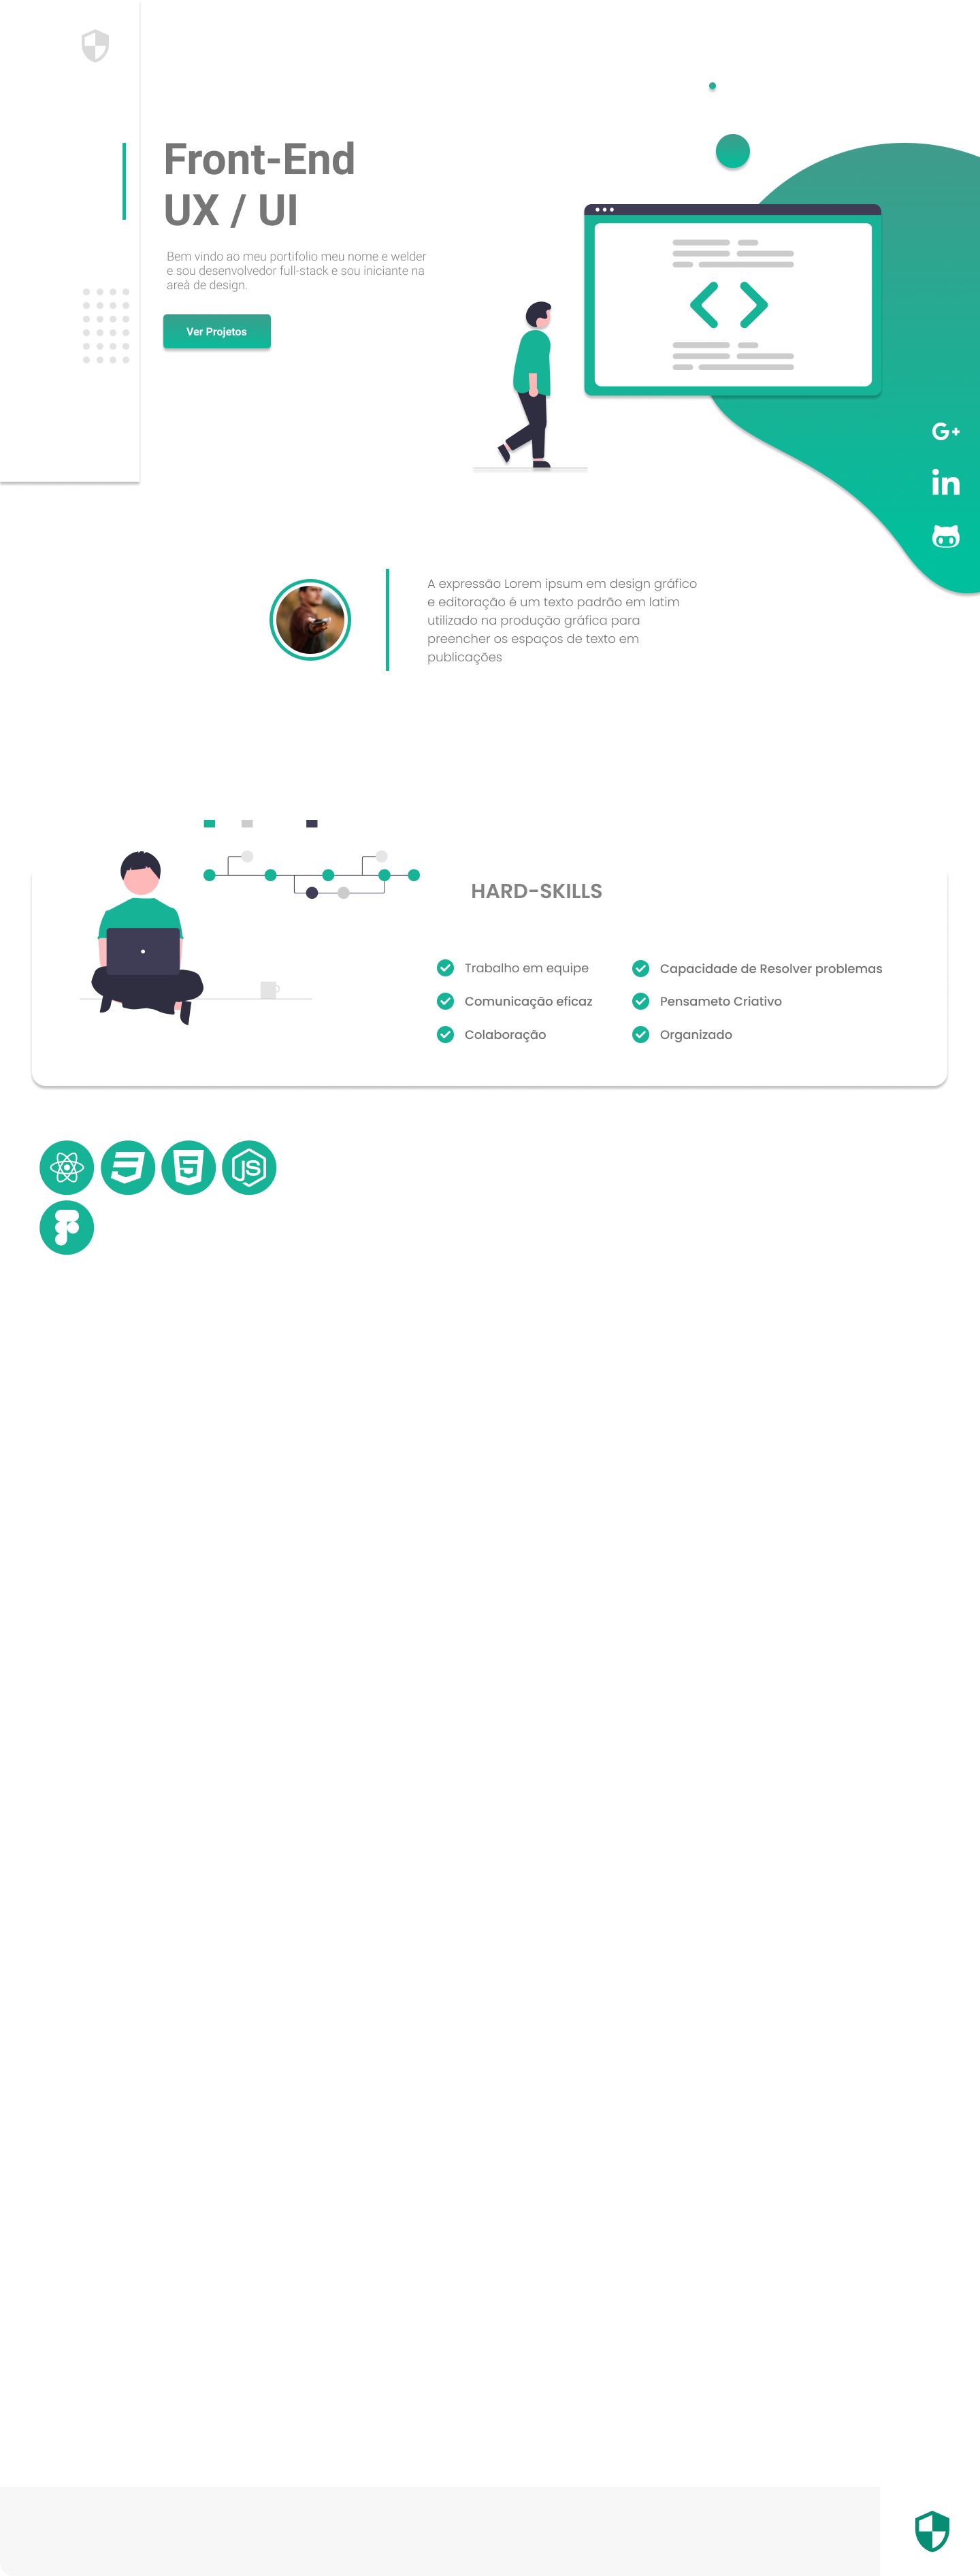 Front-End
UX / UI
Bem vindo ao meu portifolio meu nome e welder
e sou desenvolvedor full-stack e sou iniciante na
areà de design.
Ver Projetos
G+
in
A expressão Lorem ipsum em design gráfico
e editoração é um texto padrão em latim
utilizado na produção gráfica para
preencher os espaços de texto em
publicações
HARD-SKILLS
Trabalho em equipe
Capacidade de Resolver problemas
Comunicação eficaz
Pensameto Criativo
Colaboração
Organizado
JS